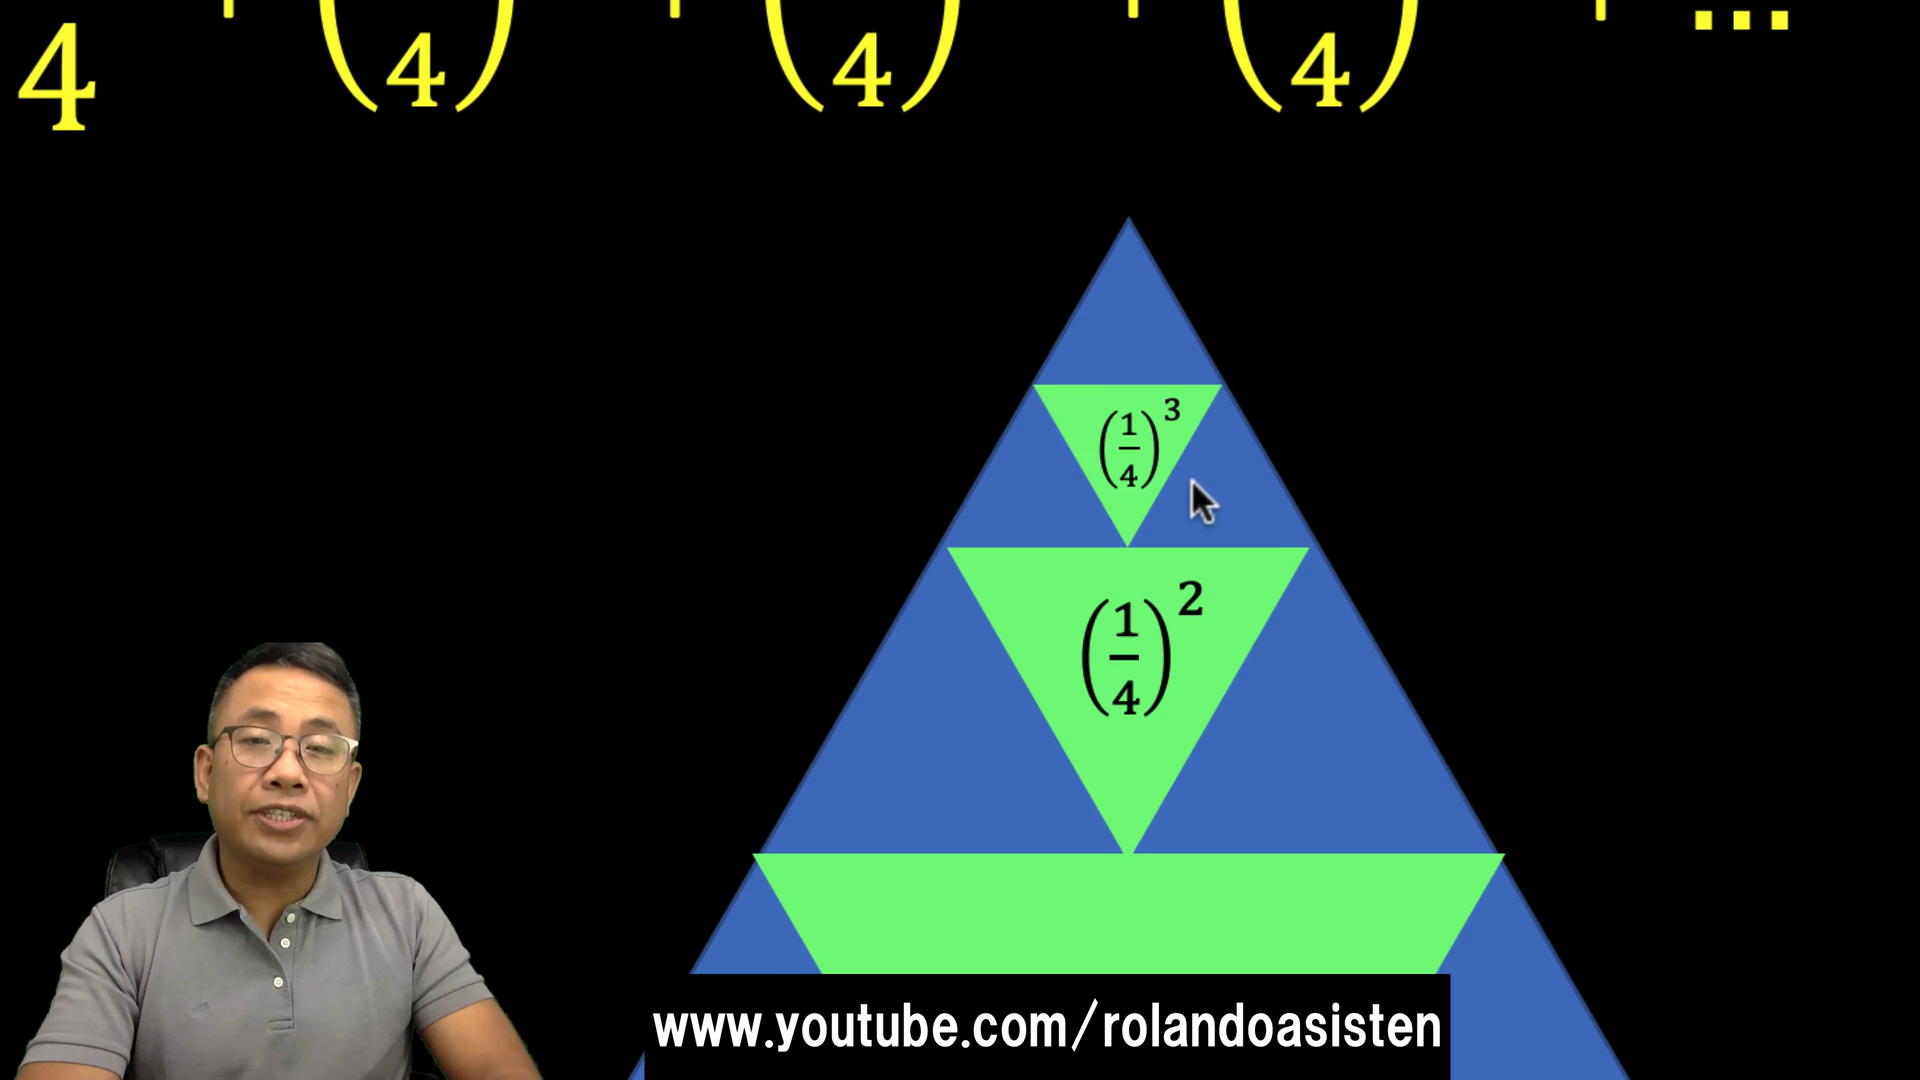 4 + ( 4 ) + ( 4 ) + ( 4 ) + ...
(1/4)^3
(1/4)^2
www.youtube.com/rolandoasisten